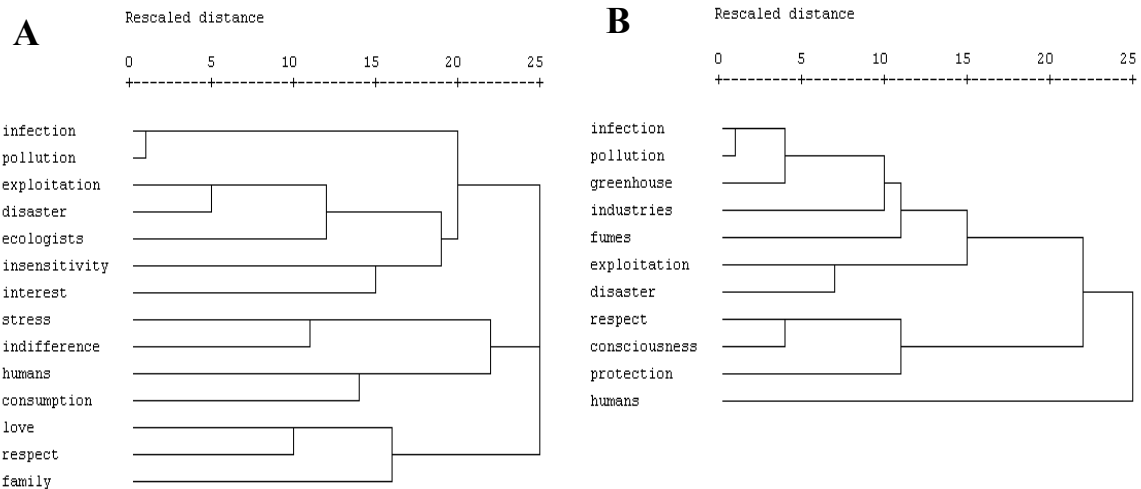 A
Rescaled distance
0 5 10 15 20 25
infection
pollution
exploitation
disaster
ecologists
insensitivity
interest
stress
indifference
humans
consumption
love
respect
family
B
Rescaled distance
0 5 10 15 20 25
infection
pollution
greenhouse
industries
fumes
exploitation
disaster
respect
consciousness
protection
humans